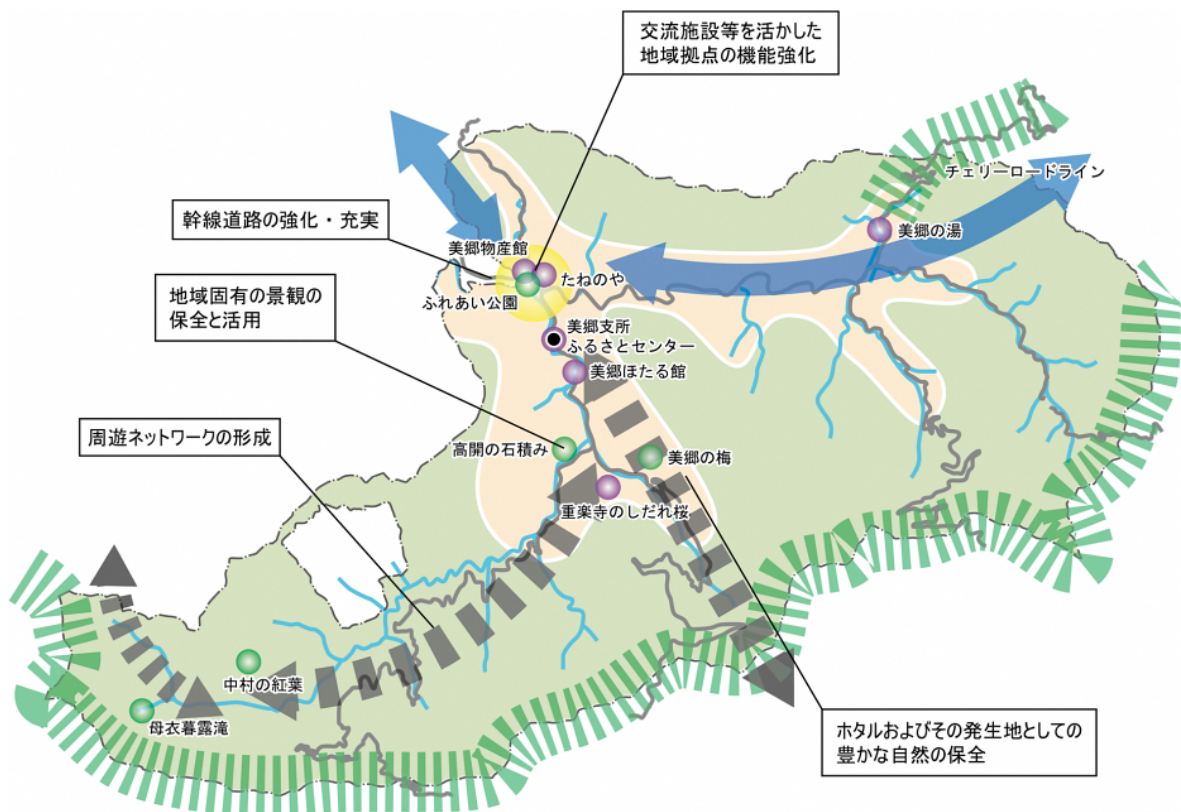 交流施設等を活かした
地域拠点の機能強化
チェリーロードライン
幹線道路の強化・充実
美郷の湯
美郷物産館
たねのや
ふれあい公園
地域固有の景観の
保全と活用
美郷支所
ふるさとセンター
美郷ほたる館
周遊ネットワークの形成
高開の石積み
美郷の梅
重楽寺のしだれ桜
中村の紅葉
母衣暮露滝
ホタルおよびその発生地としての
豊かな自然の保全